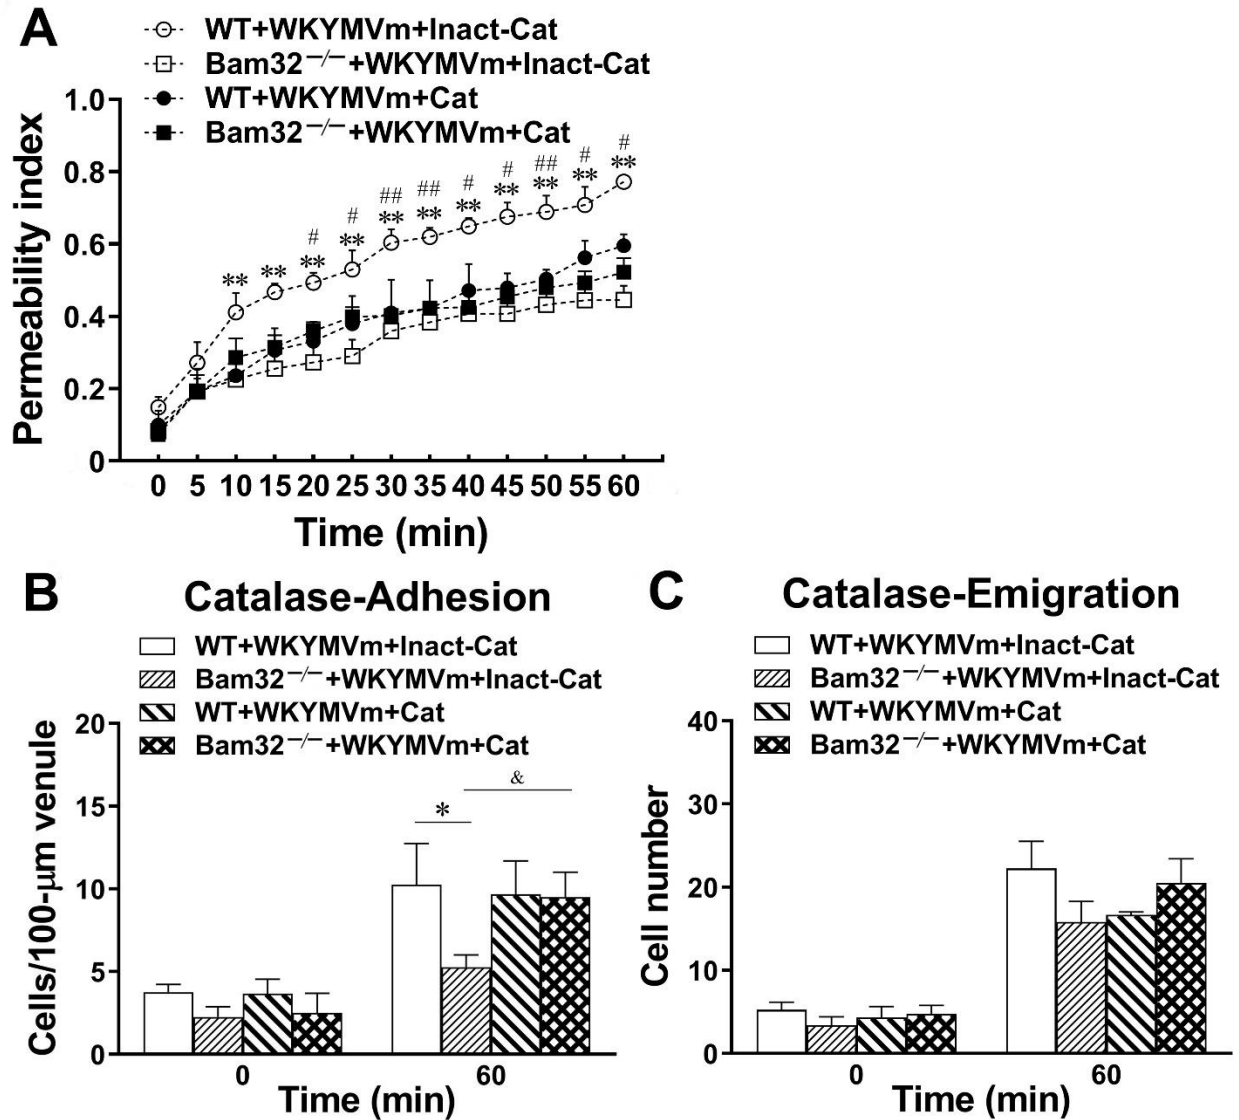 A
WT+WKYMVm+Inact-Cat
Bam32−/−+WKYMVm+Inact-Cat
WT+WKYMVm+Cat
Bam32−/−+WKYMVm+Cat
Permeability index
1.0
0.8
0.6
0.4
0.2
0
# # # ## ## # # ## # #
** ** ** ** ** ** ** ** ** ** ** **
0 5 10 15 20 25 30 35 40 45 50 55 60
Time (min)
B
Catalase-Adhesion
WT+WKYMVm+Inact-Cat
Bam32−/−+WKYMVm+Inact-Cat
WT+WKYMVm+Cat
Bam32−/−+WKYMVm+Cat
Cells/100-μm venule
20
15
10
5
0
&
*
0 60
Time (min)
C
Catalase-Emigration
WT+WKYMVm+Inact-Cat
Bam32−/−+WKYMVm+Inact-Cat
WT+WKYMVm+Cat
Bam32−/−+WKYMVm+Cat
Cell number
40
30
20
10
0
0 60
Time (min)